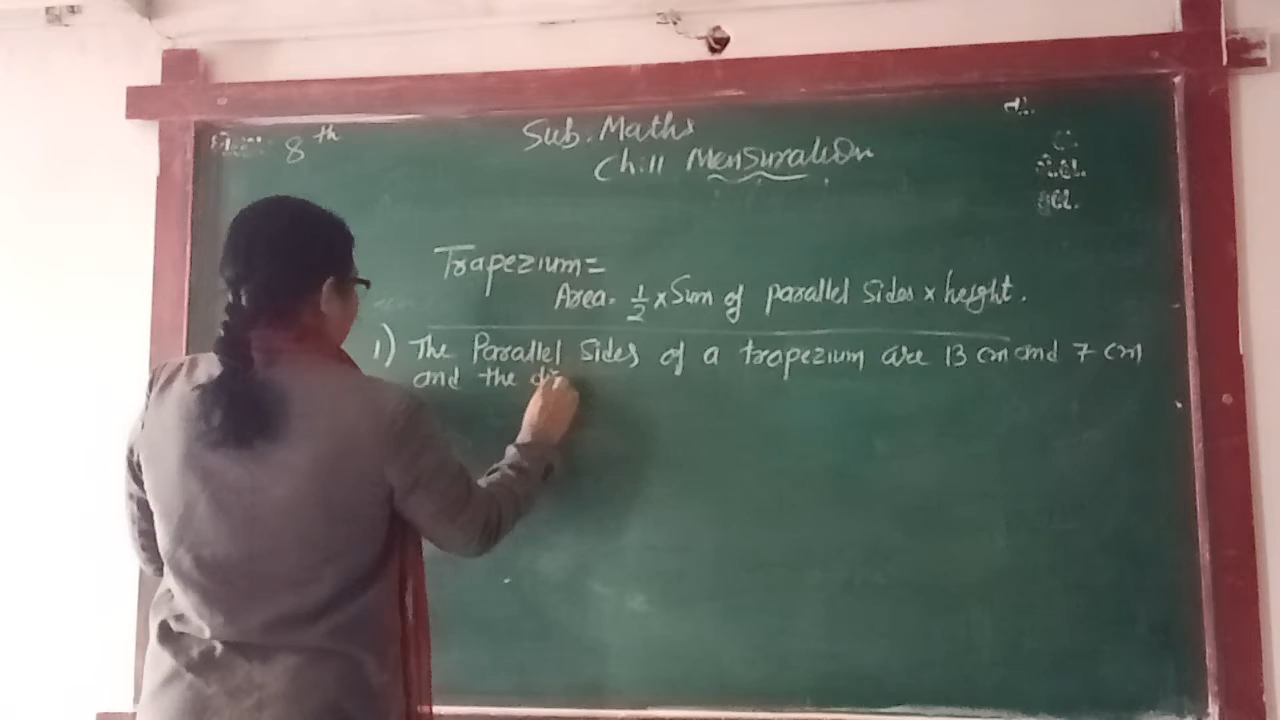 8th
Sub. Maths
Ch:11 Mensuration
Trapezium=
Area= 1/2 × Sum of parallel Sides × height.
1) The Parallel Sides of a trapezium are 13 cm and 7 cm
and the di